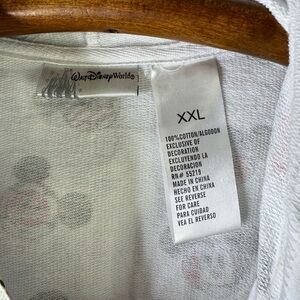 Walt Disney World®
XXL
100%COTTON/ALGODON
EXCLUSIVE OF
DECORATION
EXCLUYENDO LA
DECORACION
RN# 55219
MADE IN CHINA
HECHO EN CHINA
SEE REVERSE
FOR CARE
PARA CUIDAD
VEA EL REVERSO